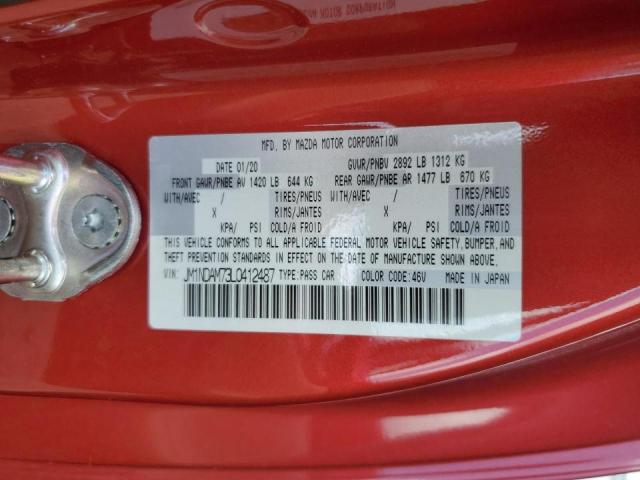 MFD. BY MAZDA MOTOR CORPORATION
DATE 01/20 GVWR/PNBV 2892 LB 1312 KG
FRONT GAWR/PNBE AV 1420 LB 644 KG REAR GAWR/PNBE AR 1477 LB 670 KG
WITH/AVEC / TIRES/PNEUS WITH/AVEC / TIRES/PNEUS
X RIMS/JANTES X RIMS/JANTES
KPA/ PSI COLD/A FROID KPA/ PSI COLD/A FROID
THIS VEHICLE CONFORMS TO ALL APPLICABLE FEDERAL MOTOR VEHICLE SAFETY, BUMPER, AND
THEFT PREVENTION STANDARDS IN EFFECT ON THE DATE OF MANUFACTURE SHOWN ABOVE.
JM1NDAM73L0412487 TYPE: PASS CAR COLOR CODE: 46V MADE IN JAPAN